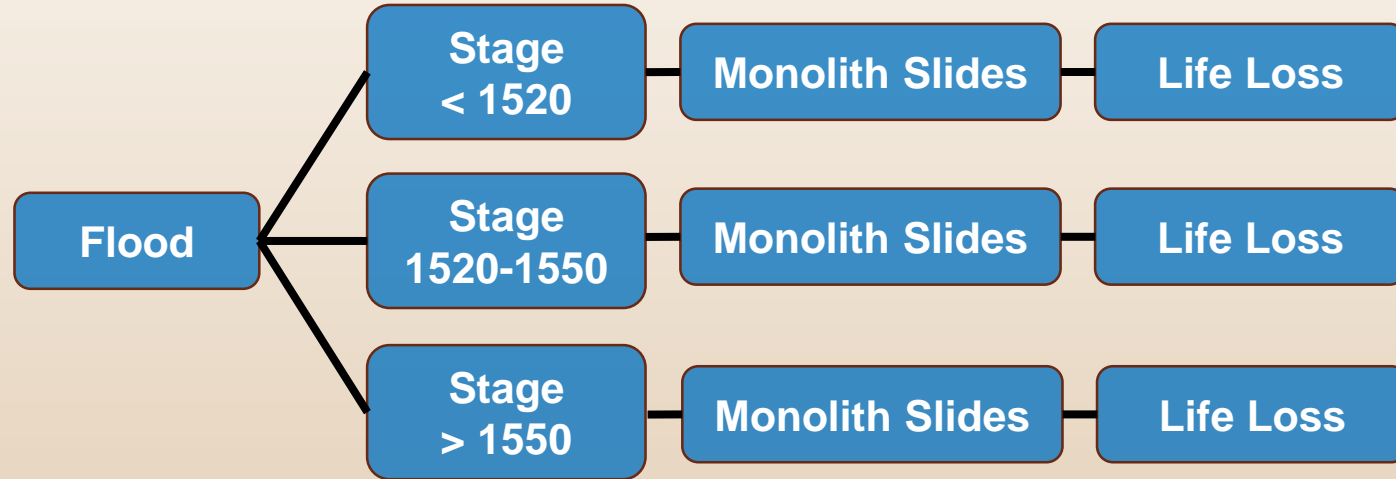 Flood
Stage
< 1520
Monolith Slides
Life Loss
Stage
1520-1550
Monolith Slides
Life Loss
Stage
> 1550
Monolith Slides
Life Loss